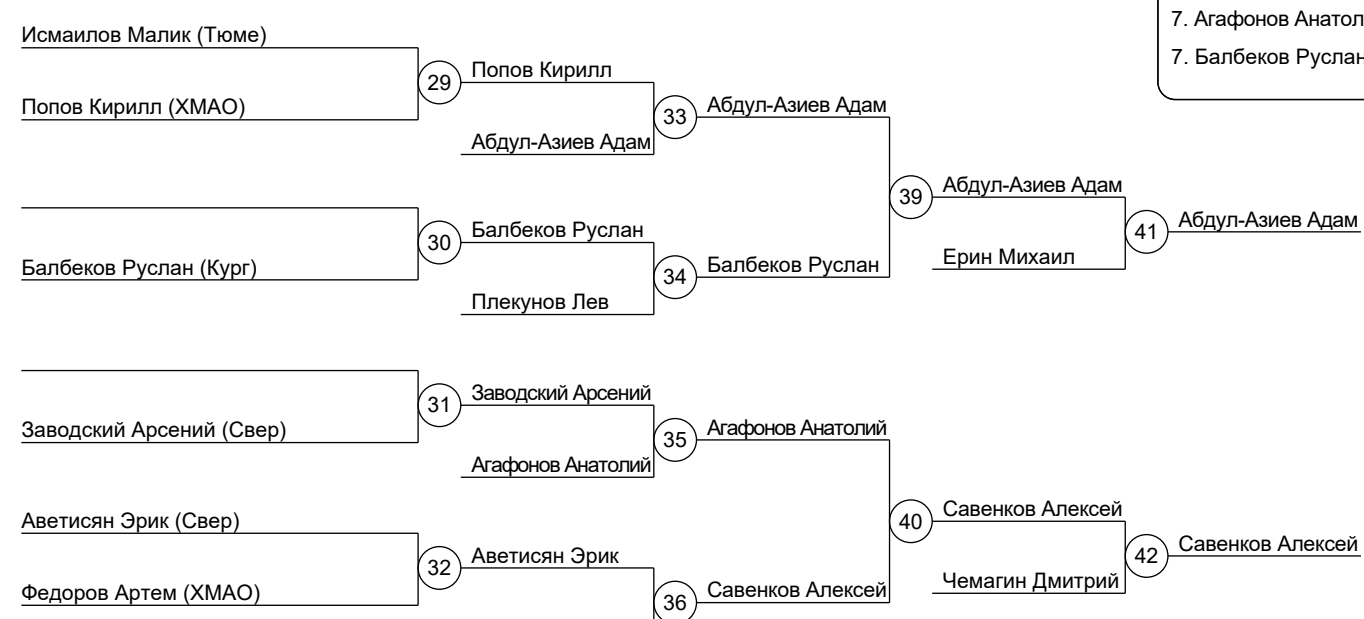 7. Агафонов Анатол
7. Балбеков Руслан
Исмаилов Малик (Тюме)
29
Попов Кирилл
Попов Кирилл (ХМАО)
33
Абдул-Азиев Адам
Абдул-Азиев Адам
39
Абдул-Азиев Адам
30
Балбеков Руслан
Балбеков Руслан (Кург)
34
Балбеков Руслан
Плекунов Лев
Ерин Михаил
41
Абдул-Азиев Адам
31
Заводский Арсений
Заводский Арсений (Свер)
35
Агафонов Анатолий
Агафонов Анатолий
40
Савенков Алексей
Аветисян Эрик (Свер)
32
Аветисян Эрик
Федоров Артем (ХМАО)
36
Савенков Алексей
Чемагин Дмитрий
42
Савенков Алексей